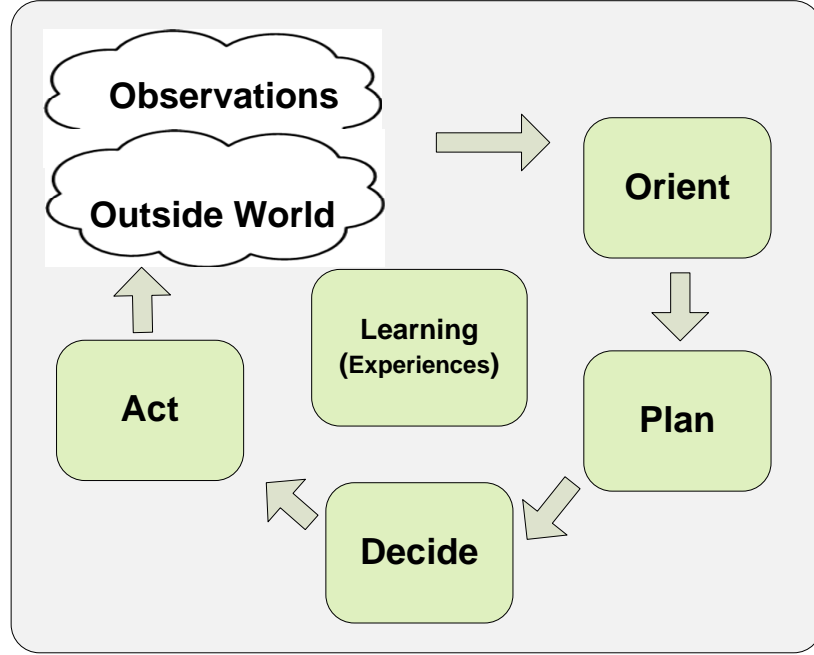 Observations
Outside World
Orient
Learning
(Experiences)
Act
Plan
Decide